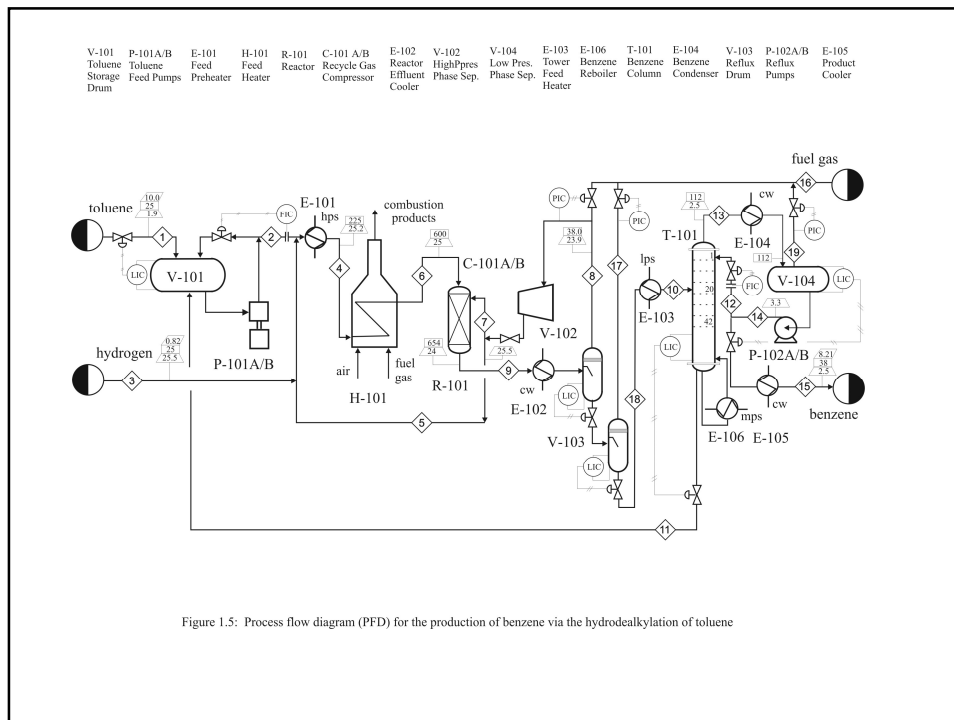 V-101 P-101A/B E-101 H-101 R-101 C-101 A/B E-102 V-102 V-104 E-103 E-106 T-101 E-104 V-103 P-102A/B E-105
Toluene Toluene Feed Feed Reactor Recycle Gas Reactor HighPpres Low Pres. Tower Benzene Benzene Benzene Reflux Reflux Product
Storage Feed Pumps Preheater Heater Compressor Effluent Phase Sep. Phase Sep. Feed Reboiler Column Condenser Drum Pumps Cooler
Drum Cooler Heater
fuel gas
16
toluene
10.0
25
1.9
1
LIC
V-101
FIC
2
E-101
hps
225
25.2
4
combustion
products
600
25
6
C-101A/B
7
PIC
38.0
23.9
8
PIC
17
112
2.5
13
cw
E-104
T-101
1
20
42
PIC
19
112
V-104
LIC
FIC
12
14
3.3
P-102A/B
lps
10
E-103
V-102
hydrogen
0.82
25
25.5
3
P-101A/B
air
fuel
gas
H-101
654
24
R-101
25.5
9
cw
E-102
LIC
18
LIC
8.21
38
2.5
15
benzene
cw
mps
E-106 E-105
5
V-103
LIC
11
Figure 1.5: Process flow diagram (PFD) for the production of benzene via the hydrodealkylation of toluene